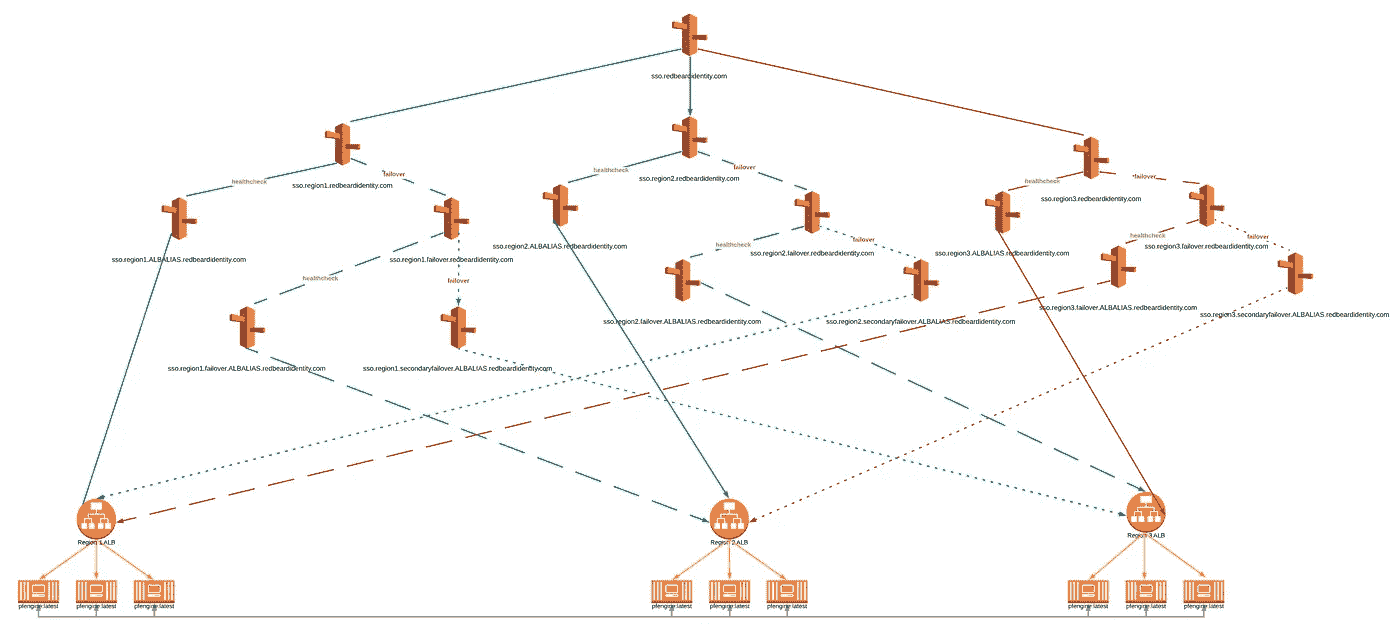 sso.redbeardidentity.com
failover
failover
failover
healthcheck
healthcheck
healthcheck
sso.region1.redbeardidentity.com
sso.region2.redbeardidentity.com
sso.region3.redbeardidentity.com
healthcheck
failover
failover
healthcheck
sso.region1.ALBALIAS.redbeardidentity.com
sso.region1.failover.redbeardidentity.com
sso.region2.ALBALIAS.redbeardidentity.com
sso.region2.failover.redbeardidentity.com
sso.region3.ALBALIAS.redbeardidentity.com
sso.region3.failover.redbeardidentity.com
healthcheck
failover
sso.region2.failover.ALBALIAS.redbeardidentity.com
sso.region2.secondaryfailover.ALBALIAS.redbeardidentity.com
sso.region3.failover.ALBALIAS.redbeardidentity.com
sso.region3.secondaryfailover.ALBALIAS.redbeardidentity.com
sso.region1.failover.ALBALIAS.redbeardidentity.com
sso.region1.secondaryfailover.ALBALIAS.redbeardidentity.com
Region 1 ALB
Region 2 ALB
Region 3 ALB
pfengine:latest
pfengine:latest
pfengine:latest
pfengine:latest
pfengine:latest
pfengine:latest
pfengine:latest
pfengine:latest
pfengine:latest